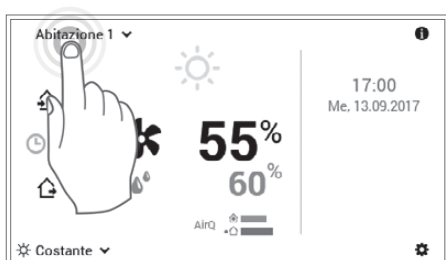 Abitazione 1
17:00
Me, 13.09.2017
55%
60%
AirQ
Costante